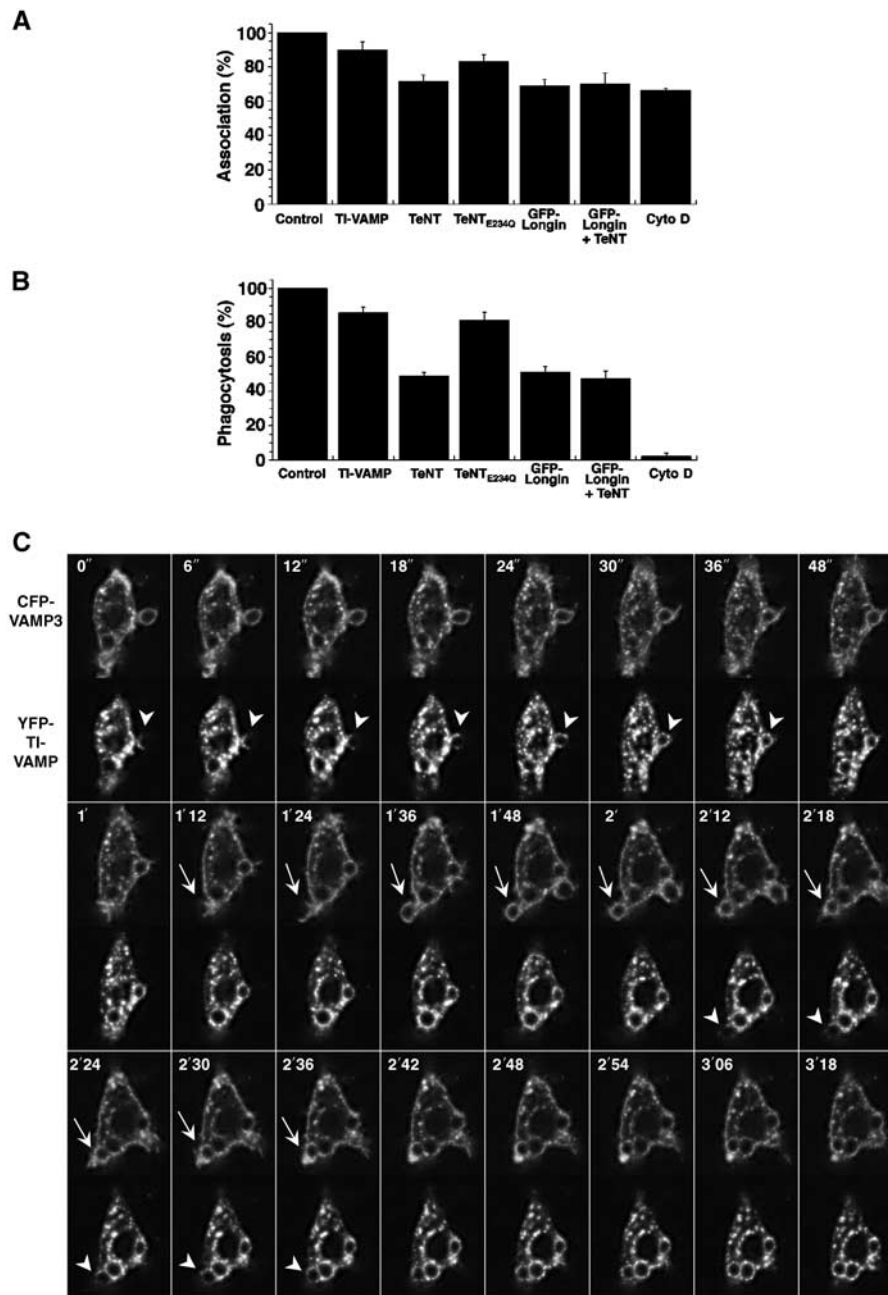 A
Association (%)
100
80
60
40
20
0
Control
TI-VAMP
TeNT
TeNT E234Q
GFP-
Longin
GFP-
Longin
+ TeNT
Cyto D
B
Phagocytosis (%)
100
80
60
40
20
0
Control
TI-VAMP
TeNT
TeNT E234Q
GFP-
Longin
GFP-
Longin
+ TeNT
Cyto D
C
CFP-
VAMP3
YFP-
TI-
VAMP
0″ 6″ 12″ 18″ 24″ 30″ 36″ 48″
1′ 1′12 1′24 1′36 1′48 2′ 2′12 2′18
2′24 2′30 2′36 2′42 2′48 2′54 3′06 3′18